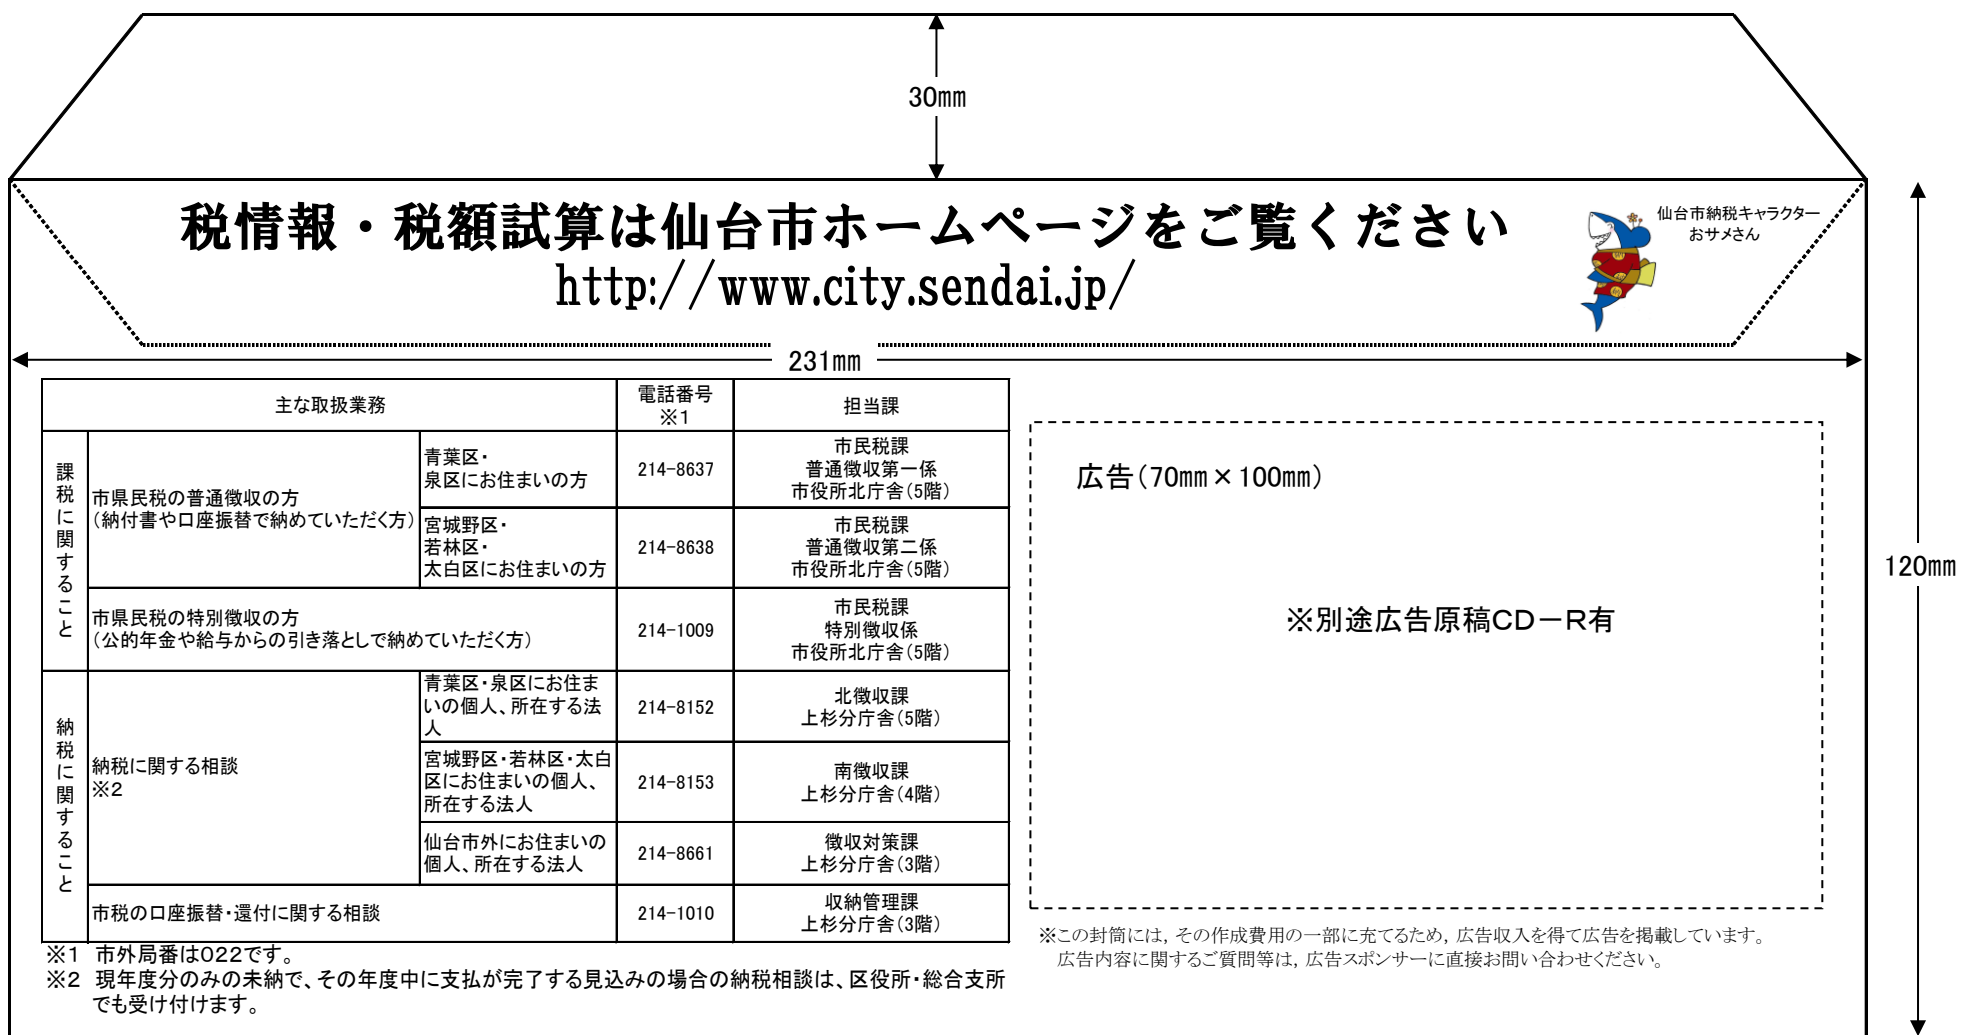 30㎜
税情報・税額試算は仙台市ホームページをご覧ください
http://www.city.sendai.jp/
仙台市納税キャラクター
おサメさん
231㎜
主な取扱業務
電話番号
※1
担当課
課税に関すること
市県民税の普通徴収の方
（納付書や口座振替で納めていただく方）
青葉区・
泉区にお住まいの方
214-8637
市民税課
普通徴収第一係
市役所北庁舎（5階）
宮城野区・
若林区・
太白区にお住まいの方
214-8638
市民税課
普通徴収第二係
市役所北庁舎（5階）
市県民税の特別徴収の方
（公的年金や給与からの引き落としで納めていただく方）
214-1009
市民税課
特別徴収係
市役所北庁舎（5階）
納税に関すること
納税に関する相談
※2
青葉区・泉区にお住ま
いの個人、所在する法
人
214-8152
北徴収課
上杉分庁舎（5階）
宮城野区・若林区・太白
区にお住まいの個人、
所在する法人
214-8153
南徴収課
上杉分庁舎（4階）
仙台市外にお住まいの
個人、所在する法人
214-8661
徴収対策課
上杉分庁舎（3階）
市税の口座振替・還付に関する相談
214-1010
収納管理課
上杉分庁舎（3階）
※1 市外局番は022です。
※2 現年度分のみの未納で、その年度中に支払が完了する見込みの場合の納税相談は、区役所・総合支所
でも受け付けます。
広告（70㎜×100㎜）
※別途広告原稿CD－R有
※この封筒には，その作成費用の一部に充てるため，広告収入を得て広告を掲載しています。
広告内容に関するご質問等は，広告スポンサーに直接お問い合わせください。
120㎜